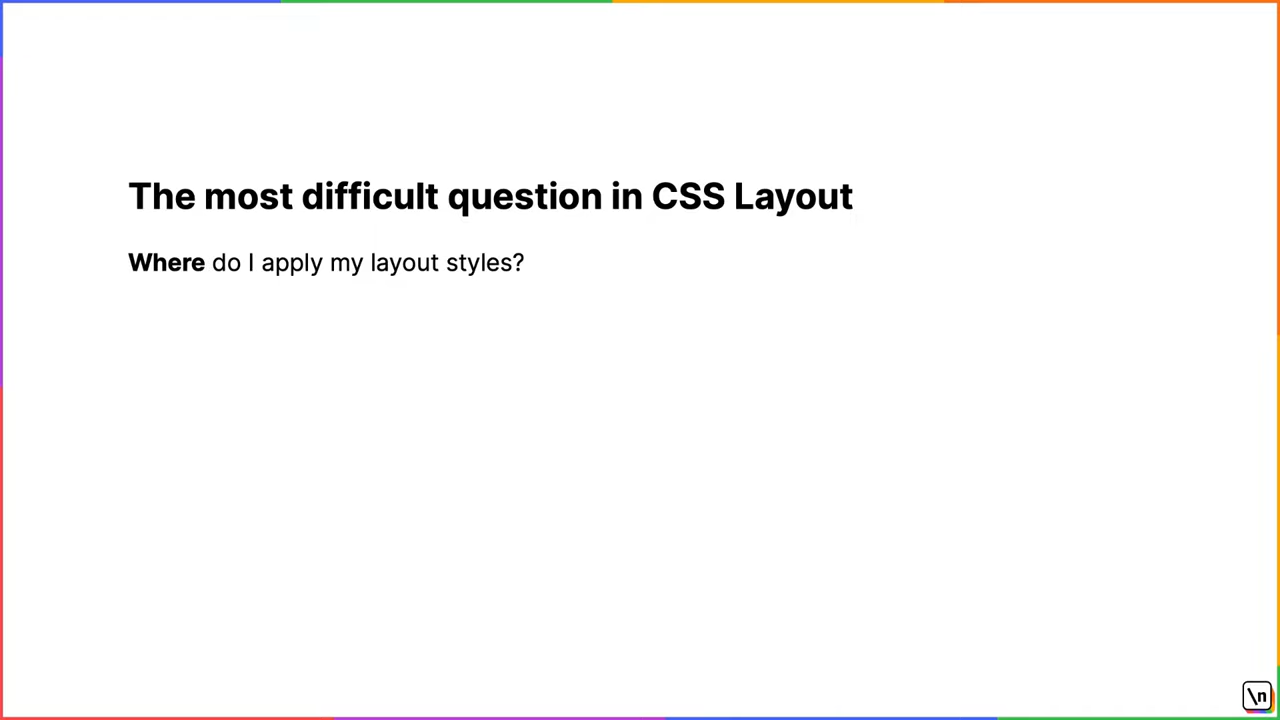 The most difficult question in CSS Layout
Where do I apply my layout styles?
\n